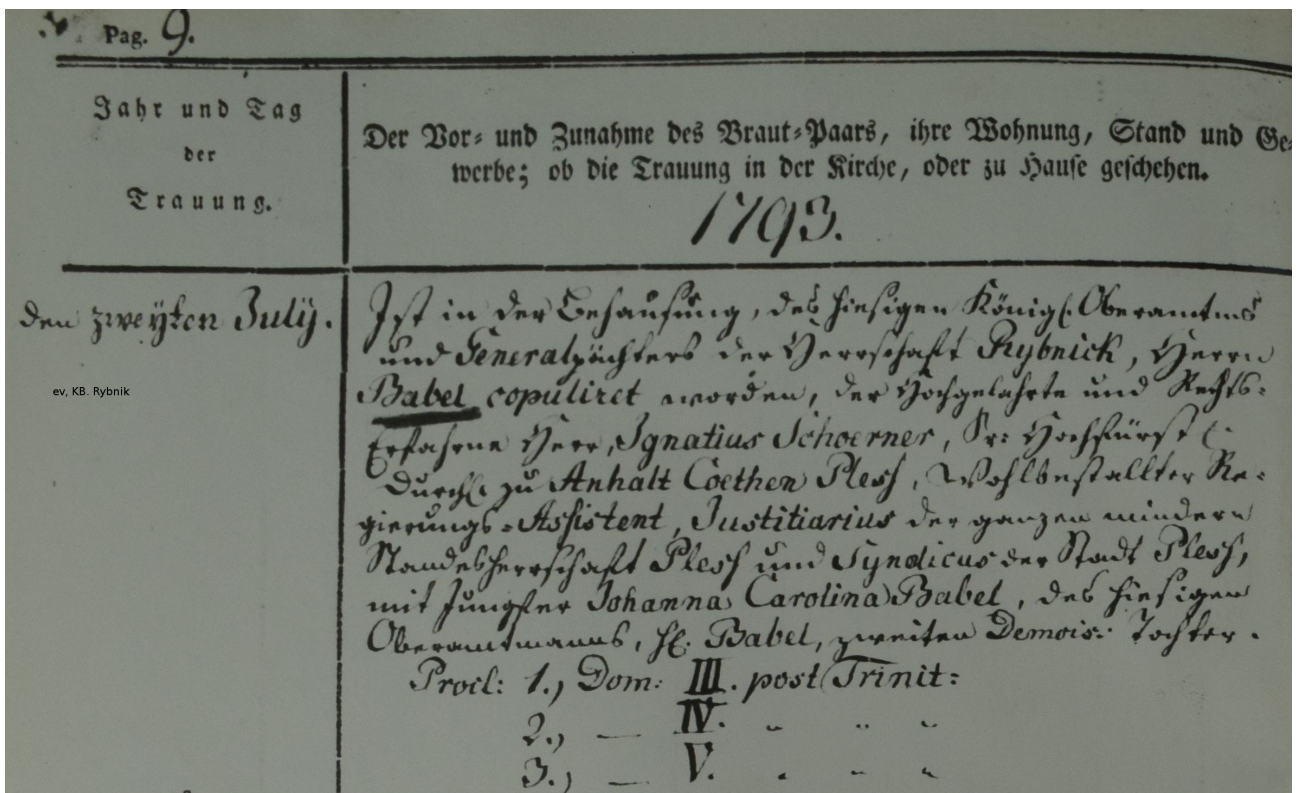 Pag. 9.
Jahr und Tag
der
Trauung.
Der Vor- und Zunahme des Braut-Paars, ihre Wohnung, Stand und Ge-
werbe; ob die Trauung in der Kirche, oder zu Hause geschehen.
1793.
den zweyten July.
ev, KB. Rybnik
Ist in der Behausung, des hiesigen Königl. Oberamtms
und Generalpächters der Herrschaft Rybnick, Herrn
Babel copuliret worden, der Hochgelahrte und Rechts-
Erfahrne Herr, Ignatius Schoerner, Sr: Hochfürstl.
Durchl. zu Anhalt Coethen Pless, Wohlbestallter Re-
gierungs-Assistent, Justitiarius der ganzen mindern
Standesherrschaft Pless und Syndicus der Stadt Pless,
mit Jungfer Johanna Carolina Babel, des hiesigen
Oberamtmanns, H. Babel, zweiten Demois: Tochter.
Procl: 1.) Dom: III. post Trinit:
2.) — IV. " " "
3.) — V. " " "